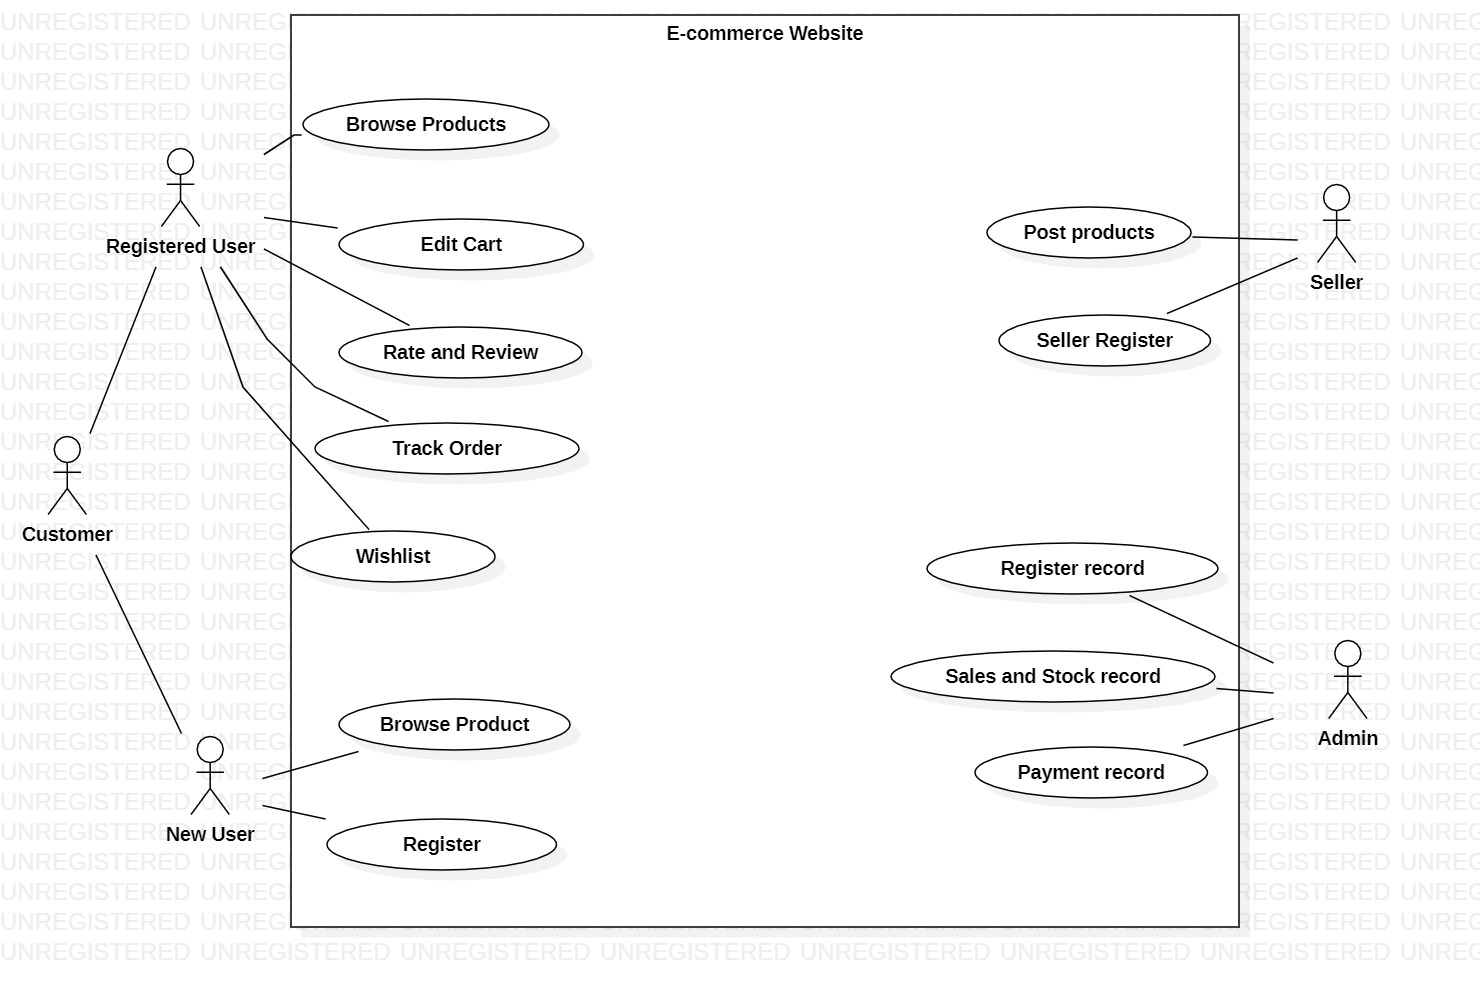 E-commerce Website
Browse Products
Registered User
Edit Cart
Rate and Review
Track Order
Customer
Wishlist
Browse Product
New User
Register
Post products
Seller
Seller Register
Register record
Sales and Stock record
Admin
Payment record
UNREGISTERED UNREGISTERED UNREGISTERED UNREGISTERED UNREGISTERED UNREGISTERED UNREGISTERED